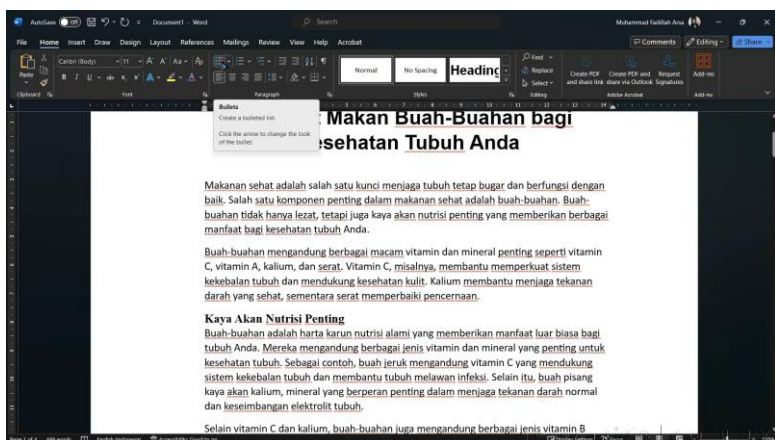 AutoSave Off Document1 - Word Search Muhammad Fadillah Arsa
File Home Insert Draw Design Layout References Mailings Review View Help Acrobat Comments Editing Share
Paste
Calibri (Body) 11
Normal No Spacing Heading
Find
Replace
Select
Create PDF and share link
Create PDF and share via Outlook
Request Signatures
Add-ins
Clipboard Font Paragraph Styles Editing Adobe Acrobat Add-ins
Bullets
Create a bulleted list.
Click the arrow to change the look
of the bullet.
Makan Buah-Buahan bagi
sehatan Tubuh Anda
Makanan sehat adalah salah satu kunci menjaga tubuh tetap bugar dan berfungsi dengan
baik. Salah satu komponen penting dalam makanan sehat adalah buah-buahan. Buah-
buahan tidak hanya lezat, tetapi juga kaya akan nutrisi penting yang memberikan berbagai
manfaat bagi kesehatan tubuh Anda.
Buah-buahan mengandung berbagai macam vitamin dan mineral penting seperti vitamin
C, vitamin A, kalium, dan serat. Vitamin C, misalnya, membantu memperkuat sistem
kekebalan tubuh dan mendukung kesehatan kulit. Kalium membantu menjaga tekanan
darah yang sehat, sementara serat memperbaiki pencernaan.
Kaya Akan Nutrisi Penting
Buah-buahan adalah harta karun nutrisi alami yang memberikan manfaat luar biasa bagi
tubuh Anda. Mereka mengandung berbagai jenis vitamin dan mineral yang penting untuk
kesehatan tubuh. Sebagai contoh, buah jeruk mengandung vitamin C yang mendukung
sistem kekebalan tubuh dan membantu tubuh melawan infeksi. Selain itu, buah pisang
kaya akan kalium, mineral yang berperan penting dalam menjaga tekanan darah normal
dan keseimbangan elektrolit tubuh.
Selain vitamin C dan kalium, buah-buahan juga mengandung berbagai jenis vitamin B